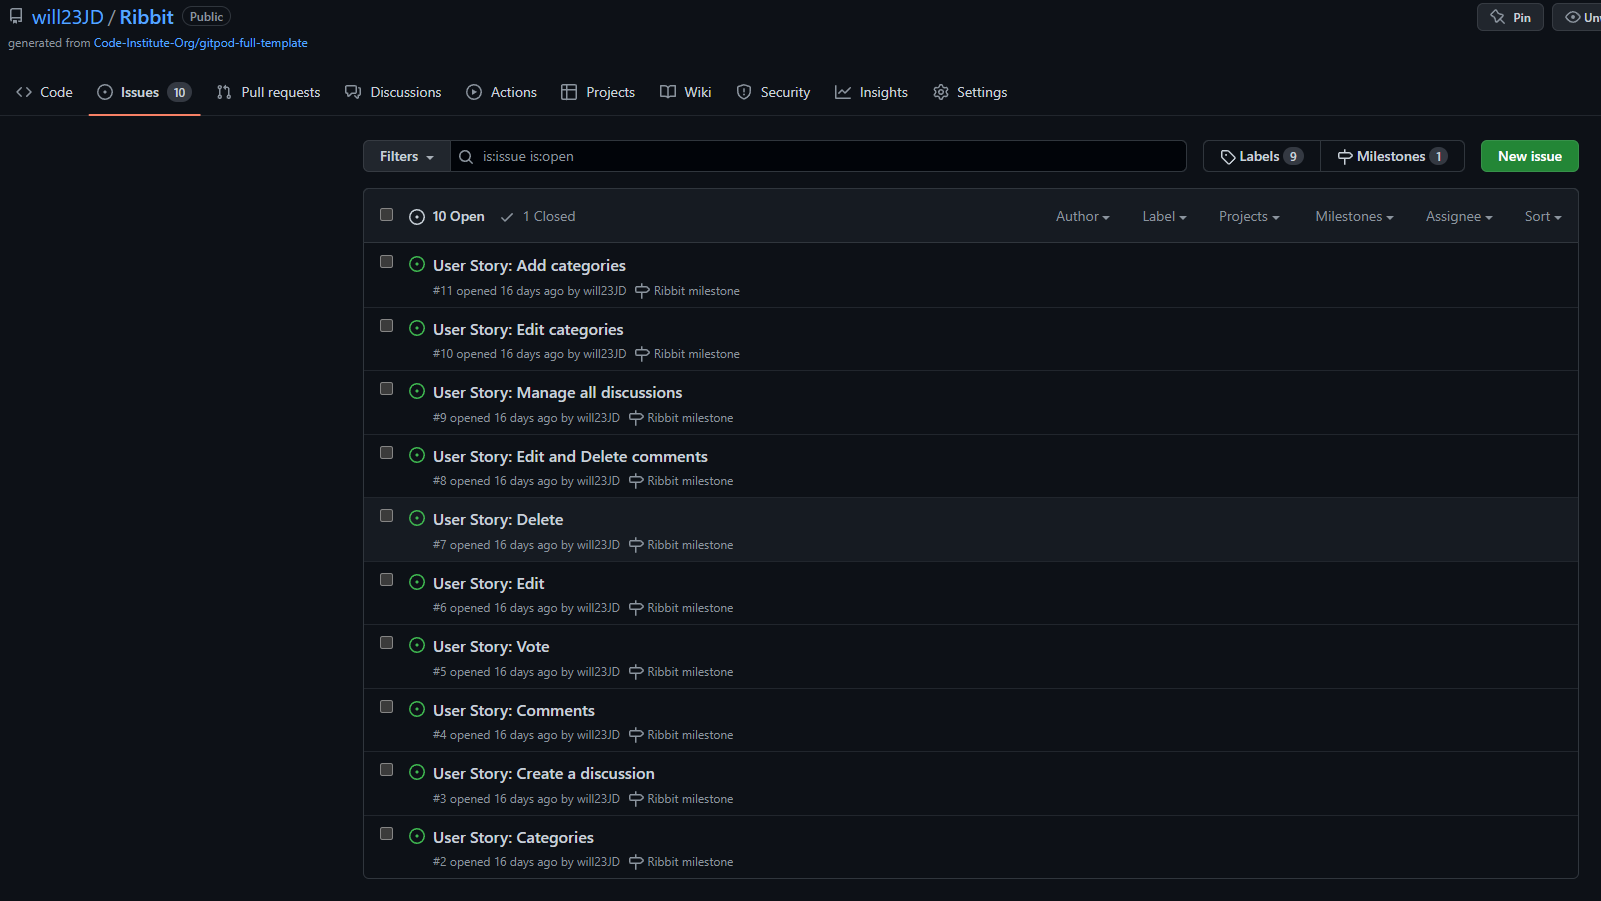 will23JD / Ribbit Public Pin
generated from Code-Institute-Org/gitpod-full-template
Code Issues 10 Pull requests Discussions Actions Projects Wiki Security Insights Settings
Filters is:issue is:open Labels 9 Milestones 1 New issue
10 Open 1 Closed Author Label Projects Milestones Assignee Sort
User Story: Add categories
#11 opened 16 days ago by will23JD Ribbit milestone
User Story: Edit categories
#10 opened 16 days ago by will23JD Ribbit milestone
User Story: Manage all discussions
#9 opened 16 days ago by will23JD Ribbit milestone
User Story: Edit and Delete comments
#8 opened 16 days ago by will23JD Ribbit milestone
User Story: Delete
#7 opened 16 days ago by will23JD Ribbit milestone
User Story: Edit
#6 opened 16 days ago by will23JD Ribbit milestone
User Story: Vote
#5 opened 16 days ago by will23JD Ribbit milestone
User Story: Comments
#4 opened 16 days ago by will23JD Ribbit milestone
User Story: Create a discussion
#3 opened 16 days ago by will23JD Ribbit milestone
User Story: Categories
#2 opened 16 days ago by will23JD Ribbit milestone